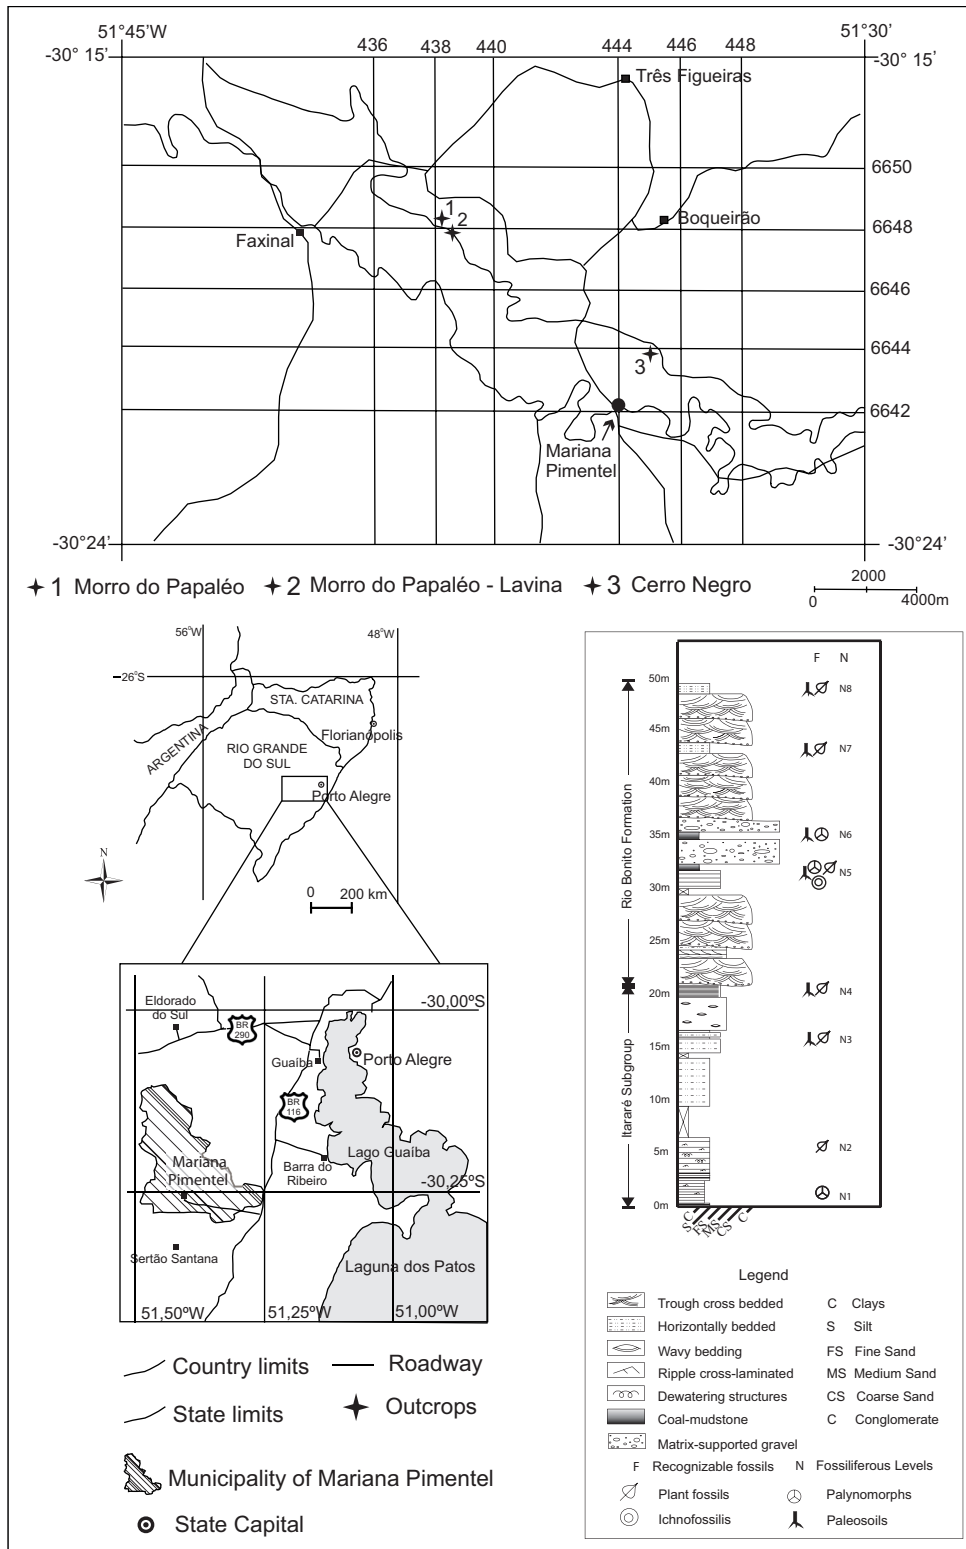 51°45'W
51°30'
436 438 440 444 446 448
-30° 15'
-30° 15'
Três Figueiras
6650
1
2
Boqueirão
6648
Faxinal
6646
6644
3
6642
Mariana
Pimentel
-30°24'
-30°24'
1 Morro do Papaléo 2 Morro do Papaléo - Lavina 3 Cerro Negro
2000
0 4000m
56°W
48°W
26°S
STA. CATARINA
Florianópolis
ARGENTINA
RIO GRANDE
DO SUL
Porto Alegre
N
0 200 km
Eldorado
do Sul
-30,00ºS
BR
290
Guaíba
Porto Alegre
BR
116
Mariana
Pimentel
Barra do
Ribeiro
Lago Guaíba
-30,25ºS
Sertão Santana
Laguna dos Patos
51,50ºW 51,25ºW 51,00ºW
Country limits
Roadway
State limits
Outcrops
Municipality of Mariana Pimentel
State Capital
F N
50m
N8
45m
N7
40m
35m
N6
N5
30m
25m
20m
N4
N3
15m
10m
5m
N2
N1
0m
Rio Bonito Formation
Itararé Subgroup
S C FS MS CS C
Legend
Trough cross bedded
C Clays
Horizontally bedded
S Silt
Wavy bedding
FS Fine Sand
Ripple cross-laminated
MS Medium Sand
Dewatering structures
CS Coarse Sand
Coal-mudstone
C Conglomerate
Matrix-supported gravel
F Recognizable fossils
N Fossiliferous Levels
Plant fossils
Palynomorphs
Ichnofossilis
Paleosoils